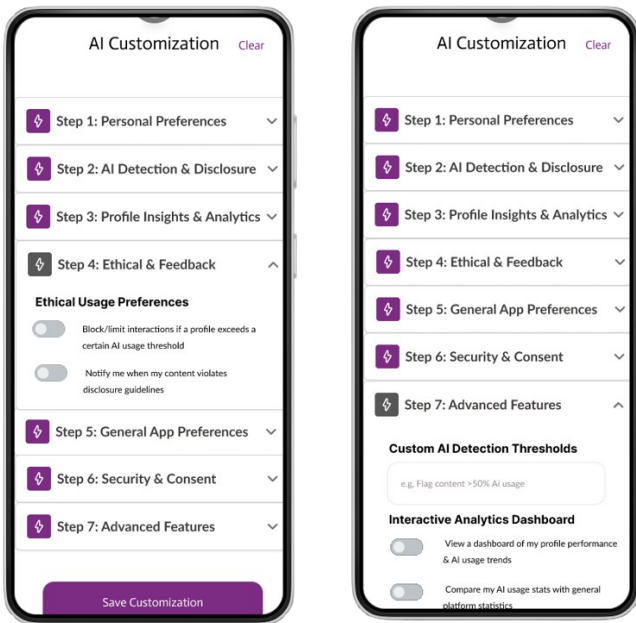 AI Customization
Clear
Step 1: Personal Preferences
Step 2: AI Detection & Disclosure
Step 3: Profile Insights & Analytics
Step 4: Ethical & Feedback
Ethical Usage Preferences
Block/limit interactions if a profile exceeds a
certain AI usage threshold
Notify me when my content violates
disclosure guidelines
Step 5: General App Preferences
Step 6: Security & Consent
Step 7: Advanced Features
Save Customization
AI Customization
Clear
Step 1: Personal Preferences
Step 2: AI Detection & Disclosure
Step 3: Profile Insights & Analytics
Step 4: Ethical & Feedback
Step 5: General App Preferences
Step 6: Security & Consent
Step 7: Advanced Features
Custom AI Detection Thresholds
e.g, Flag content >50% Ai usage
Interactive Analytics Dashboard
View a dashboard of my profile performance
& AI usage trends
Compare my AI usage stats with general
platform statistics